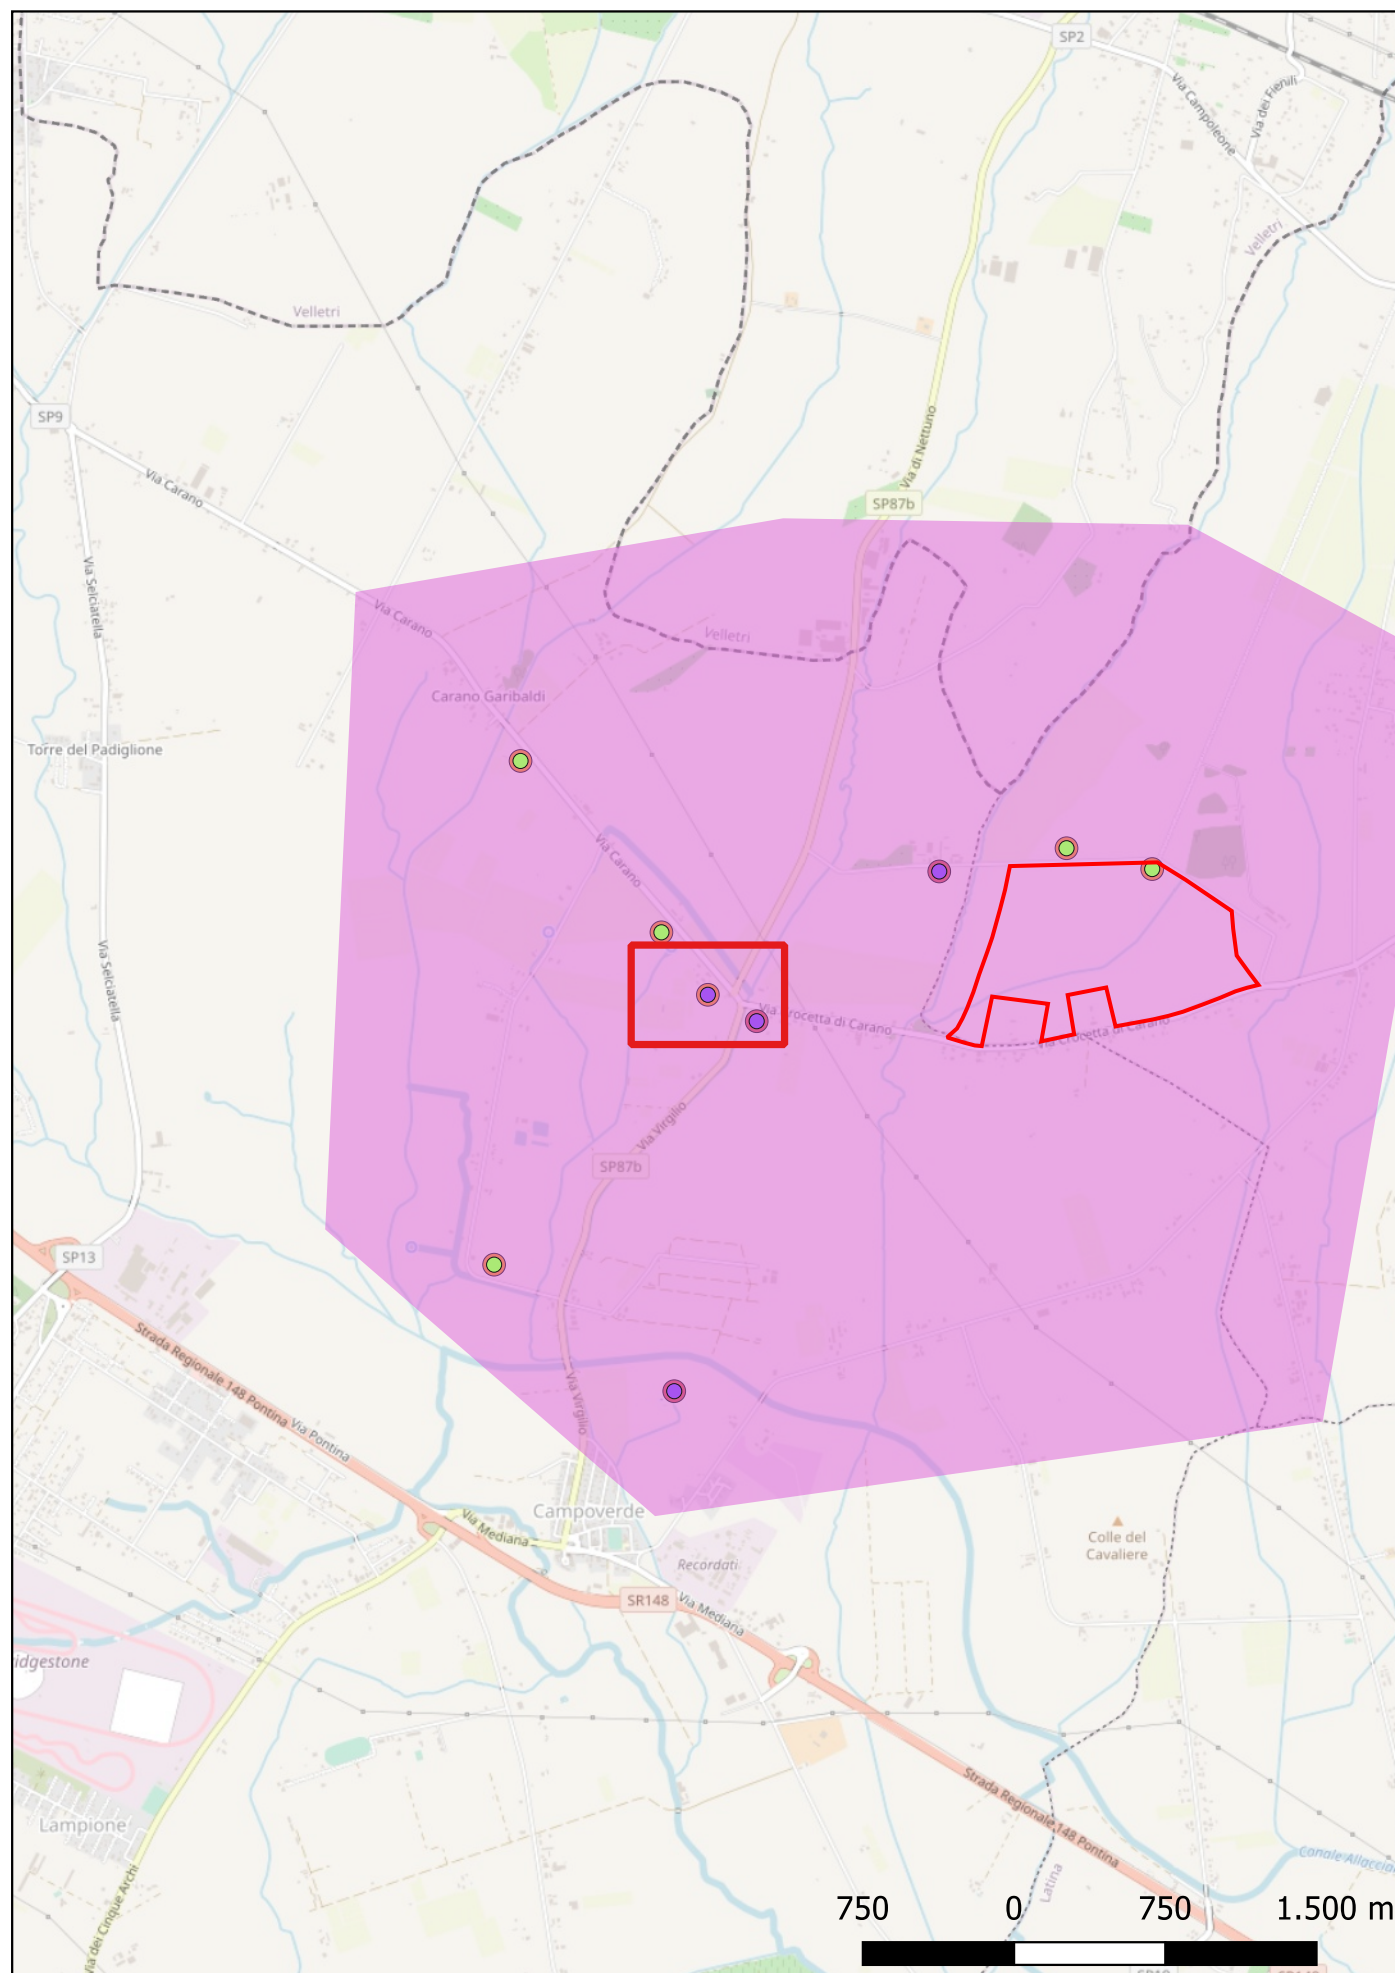 SP2
Via Campoleone
Via dei Fienili
Velletri
Velletri
SP9
Via Carano
Via di Nettuno
SP87b
Via Selciatella
Via Carano
Velletri
Carano Garibaldi
Torre del Padiglione
Via Carano
Via Selciatella
Via Crocetta di Carano
Via Crocetta di Carano
Via Virgilio
SP87b
SP13
Strada Regionale 148 Pontina
Via Pontina
Via Virgilio
Via Mediana
Campoverde
Colle del
Cavaliere
Recordati
SR148
Via Mediana
idgestone
Strada Regionale 148 Pontina
Lampione
Canale Allaccia
Latina
Via dei Cinque Archi
750 0 750 1.500 m